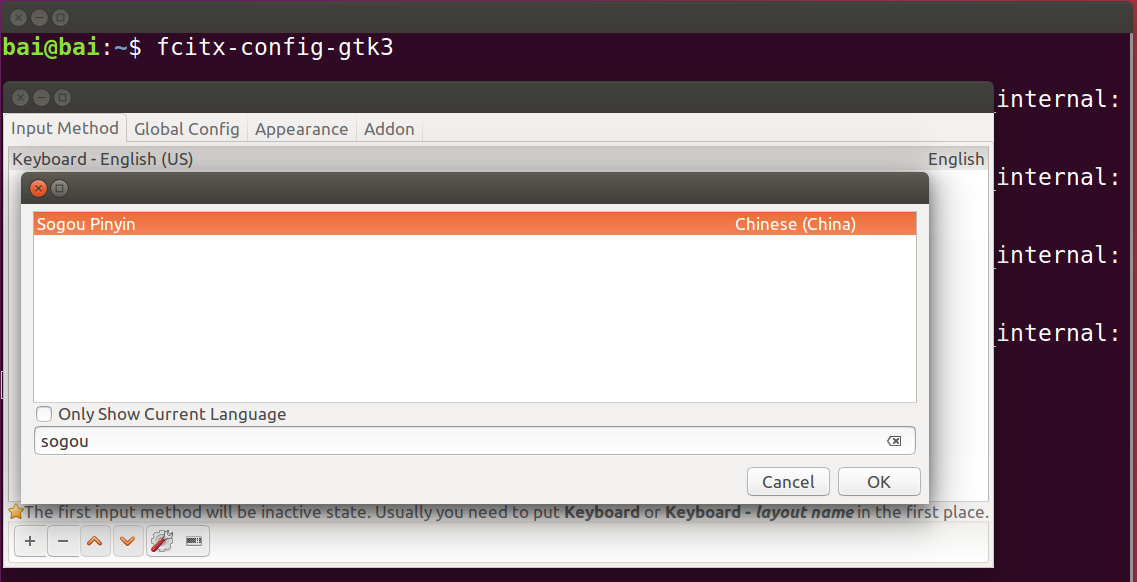 bai@bai:~$ fcitx-config-gtk3
internal:
Input Method Global Config Appearance Addon
Keyboard - English (US) English
internal:
Sogou Pinyin Chinese (China)
internal:
internal:
Only Show Current Language
sogou
Cancel OK
The first input method will be inactive state. Usually you need to put Keyboard or Keyboard - layout name in the first place.